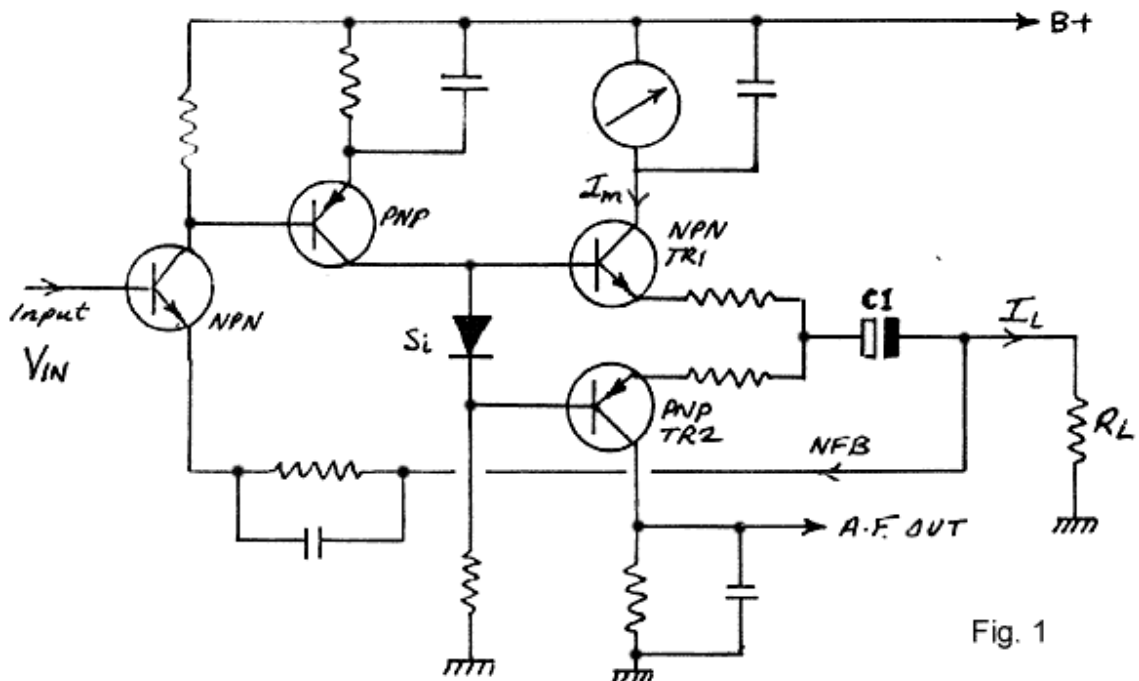 B+
PNP
Im
NPN
TR1
Input
VIN
NPN
Si
C1
IL
PNP
TR2
NFB
RL
A.F. OUT
Fig. 1